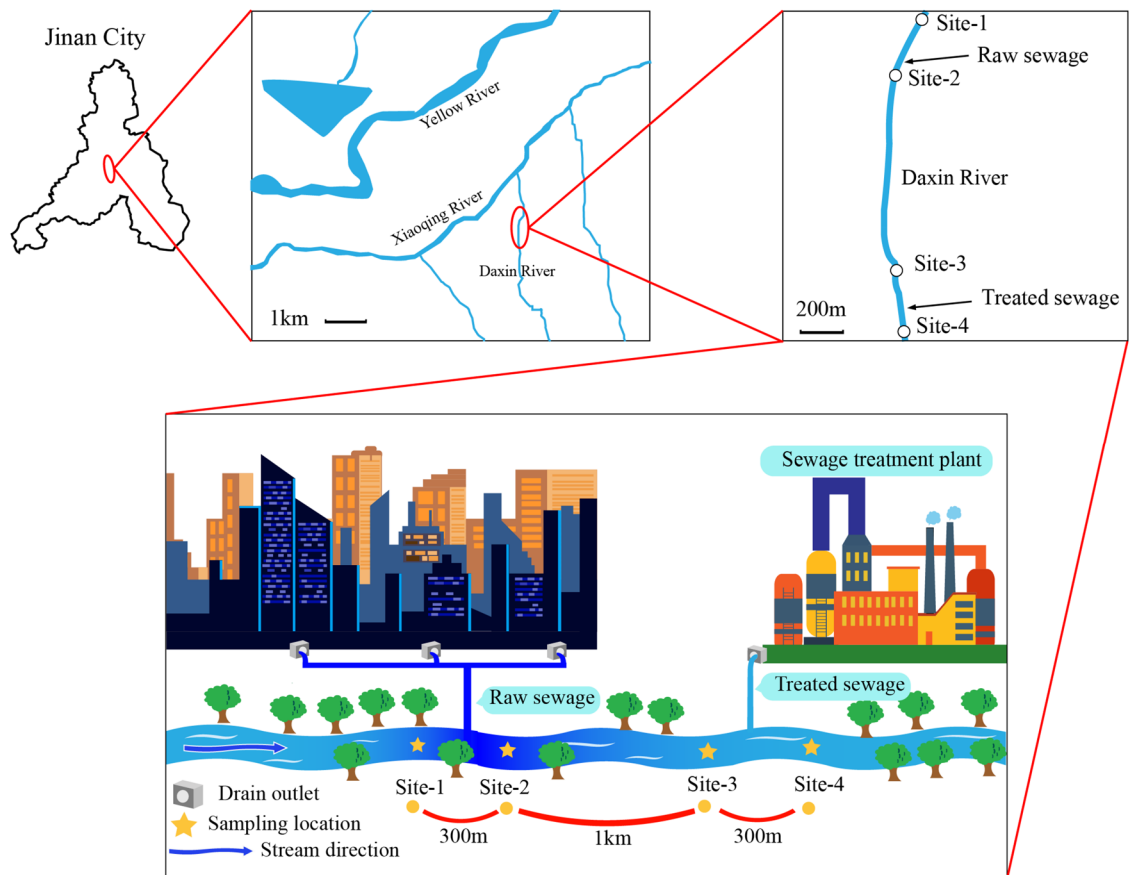 Jinan City
Yellow River
Xiaoqing River
Daxin River
1km
Site-1
Raw sewage
Site-2
Daxin River
Site-3
Treated sewage
200m
Site-4
Sewage treatment plant
Raw sewage
Treated sewage
Site-1
Site-2
Site-3
Site-4
300m
1km
300m
Drain outlet
Sampling location
Stream direction